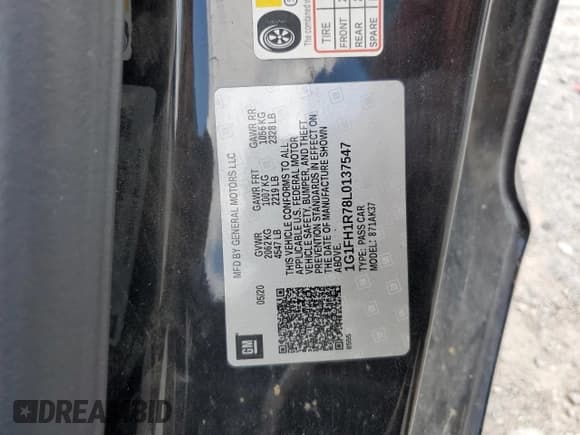 The combined
TIRE
FRONT
REAR
SPARE
MFD BY GENERAL MOTORS LLC
05/20
GVWR
2062 KG
4547 LB
GAWR FRT
1007 KG
2219 LB
GAWR RR
1056 KG
2328 LB
THIS VEHICLE CONFORMS TO ALL
APPLICABLE U.S. FEDERAL MOTOR
VEHICLE SAFETY, BUMPER, AND THEFT
PREVENTION STANDARDS IN EFFECT ON
THE DATE OF MANUFACTURE SHOWN
ABOVE.
1G1FH1R78L0137547
TYPE: PASS CAR
MODEL: 871AK37
GM
DREAMBID